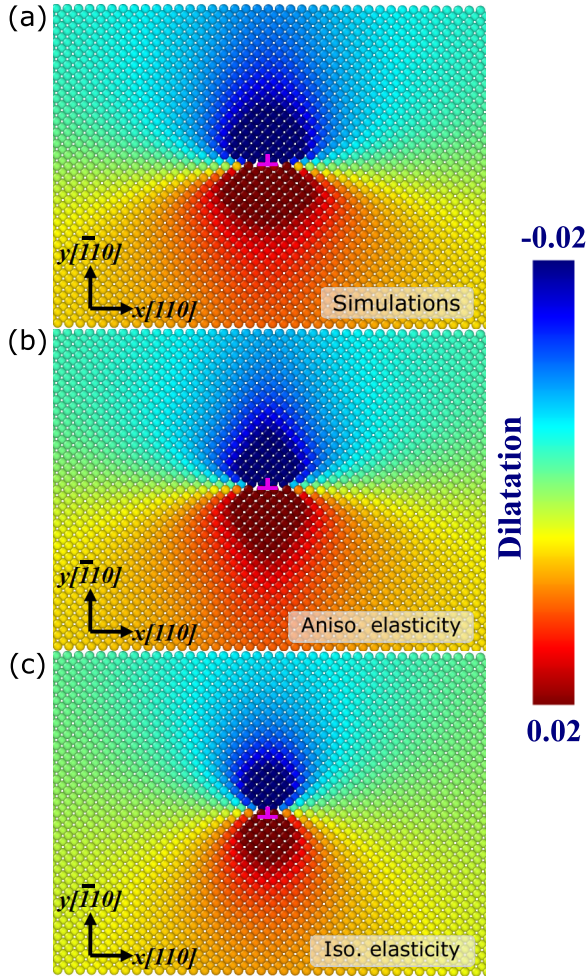 (a)
y[1̄10]
x[110]
Simulations
(b)
y[1̄10]
x[110]
Aniso. elasticity
(c)
y[1̄10]
x[110]
Iso. elasticity
-0.02
Dilatation
0.02